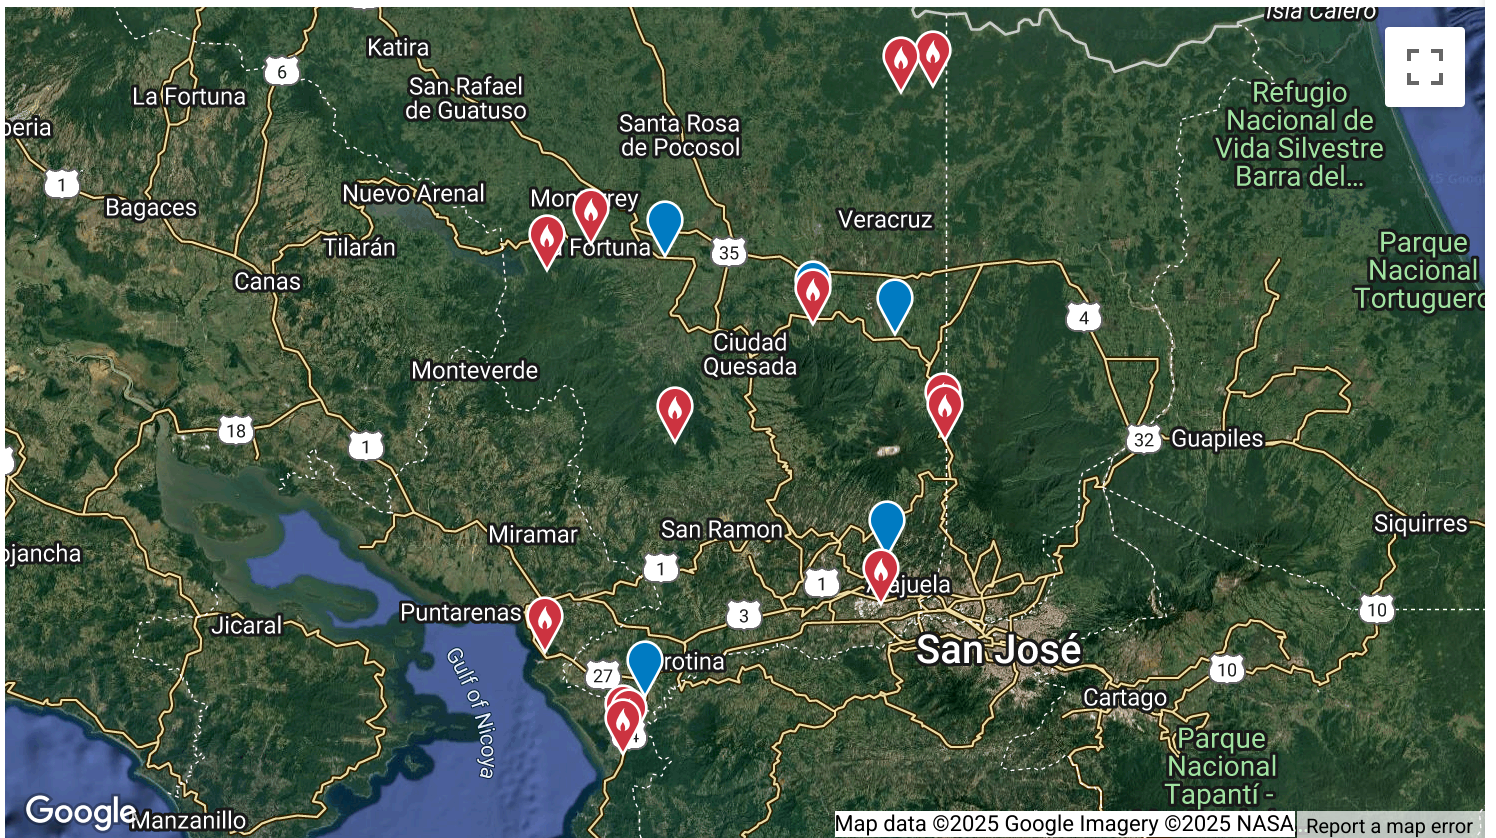 Isla Calero
Katira
6
La Fortuna
San Rafael
de Guatuso
Refugio
Nacional de
Vida Silvestre
Barra del...
Santa Rosa
de Pocosol
1
Nuevo Arenal
Bagaces
Veracruz
Tilarán
Fortuna
35
Parque
Nacional
Tortuguero
Canas
4
Ciudad
Quesada
Monteverde
18
1
32
Guapiles
Miramar
San Ramon
Siquirres
1
1
Puntarenas
3
10
Jicaral
San José
Gulf of Nicoya
27
10
Cartago
Parque
Nacional
Tapantí -
Google
Manzanillo
Map data ©2025 Google Imagery ©2025 NASA
Report a map error